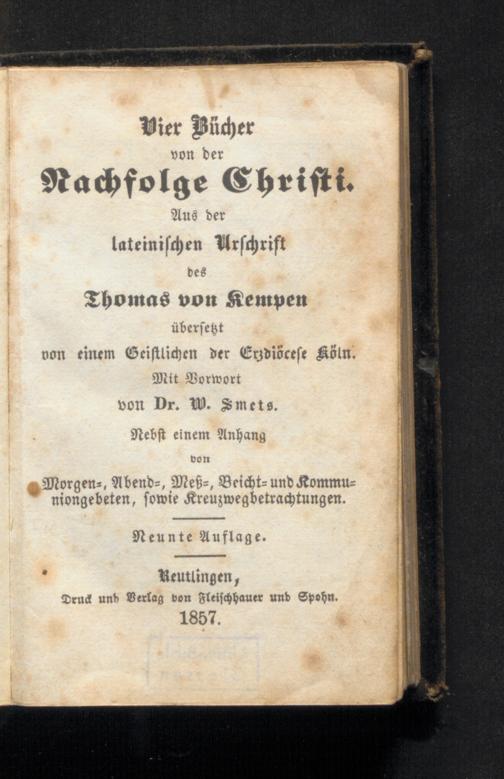 Vier Bücher
von der
Nachfolge Christi.
Aus der
lateinischen Urschrift
des
Thomas von Kempen
übersetzt
von einem Geistlichen der Erzdiöcese Köln.
Mit Vorwort
von Dr. W. Smets.
Nebst einem Anhang
von
Morgen-, Abend-, Meß-, Beicht- und Kommu-
niongebeten, sowie Kreuzwegbetrachtungen.
Neunte Auflage.
Reutlingen,
Druck und Verlag von Fleischhauer und Spohn.
1857.